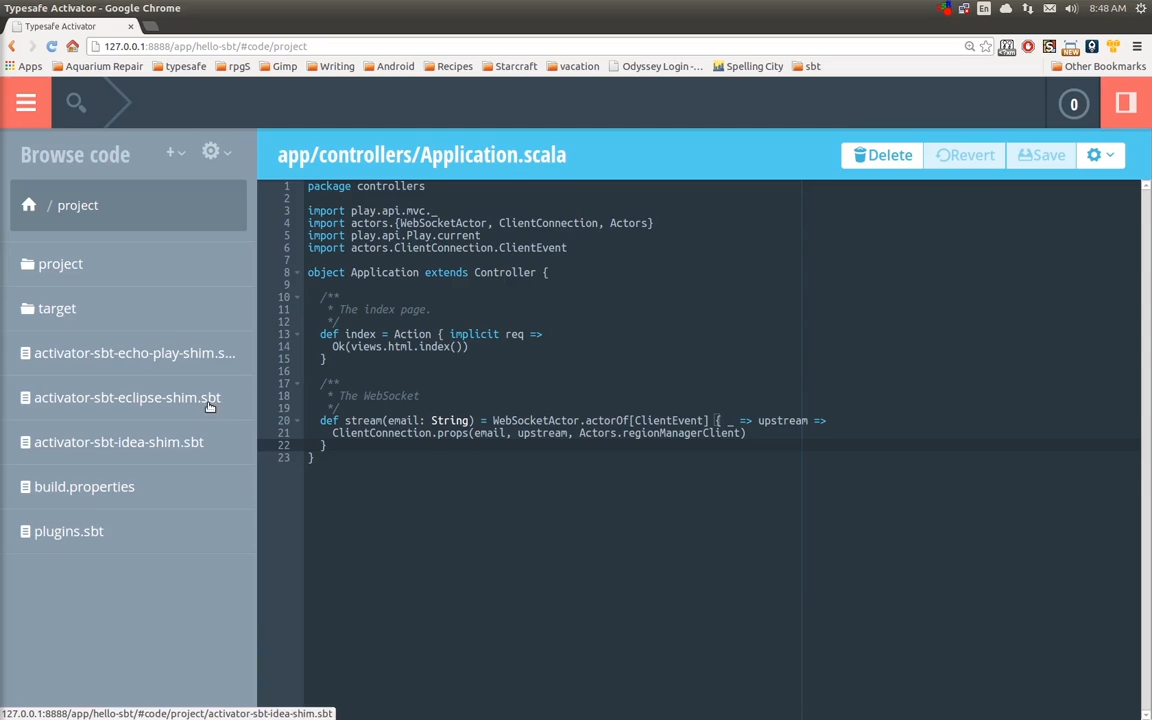 Typesafe Activator - Google Chrome
En
8:48 AM
Typesafe Activator
127.0.0.1:8888/app/hello-sbt/#code/project
Apps Aquarium Repair typesafe rpgS Gimp Writing Android Recipes Starcraft vacation Odyssey Login -... Spelling City sbt Other Bookmarks
0
Browse code
app/controllers/Application.scala
Delete Revert Save
/ project
project
target
activator-sbt-echo-play-shim.s...
activator-sbt-eclipse-shim.sbt
activator-sbt-idea-shim.sbt
build.properties
plugins.sbt
1 package controllers
2
3 import play.api.mvc._
4 import actors.{WebSocketActor, ClientConnection, Actors}
5 import play.api.Play.current
6 import actors.ClientConnection.ClientEvent
7
8 object Application extends Controller {
9
10 /**
11 * The index page.
12 */
13 def index = Action { implicit req =>
14 Ok(views.html.index())
15 }
16
17 /**
18 * The WebSocket
19 */
20 def stream(email: String) = WebSocketActor.actorOf[ClientEvent] { _ => upstream =>
21 ClientConnection.props(email, upstream, Actors.regionManagerClient)
22 }
23 }
127.0.0.1:8888/app/hello-sbt/#code/project/activator-sbt-idea-shim.sbt